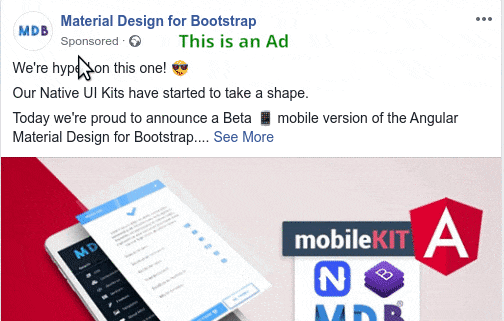 Material Design for Bootstrap
Sponsored ·
This is an Ad
We're hyped on this one! 😎
Our Native UI Kits have started to take a shape.
Today we're proud to announce a Beta 📱 mobile version of the Angular
Material Design for Bootstrap.... See More
MDB
MDB
mobileKIT
A
N
B
MDB